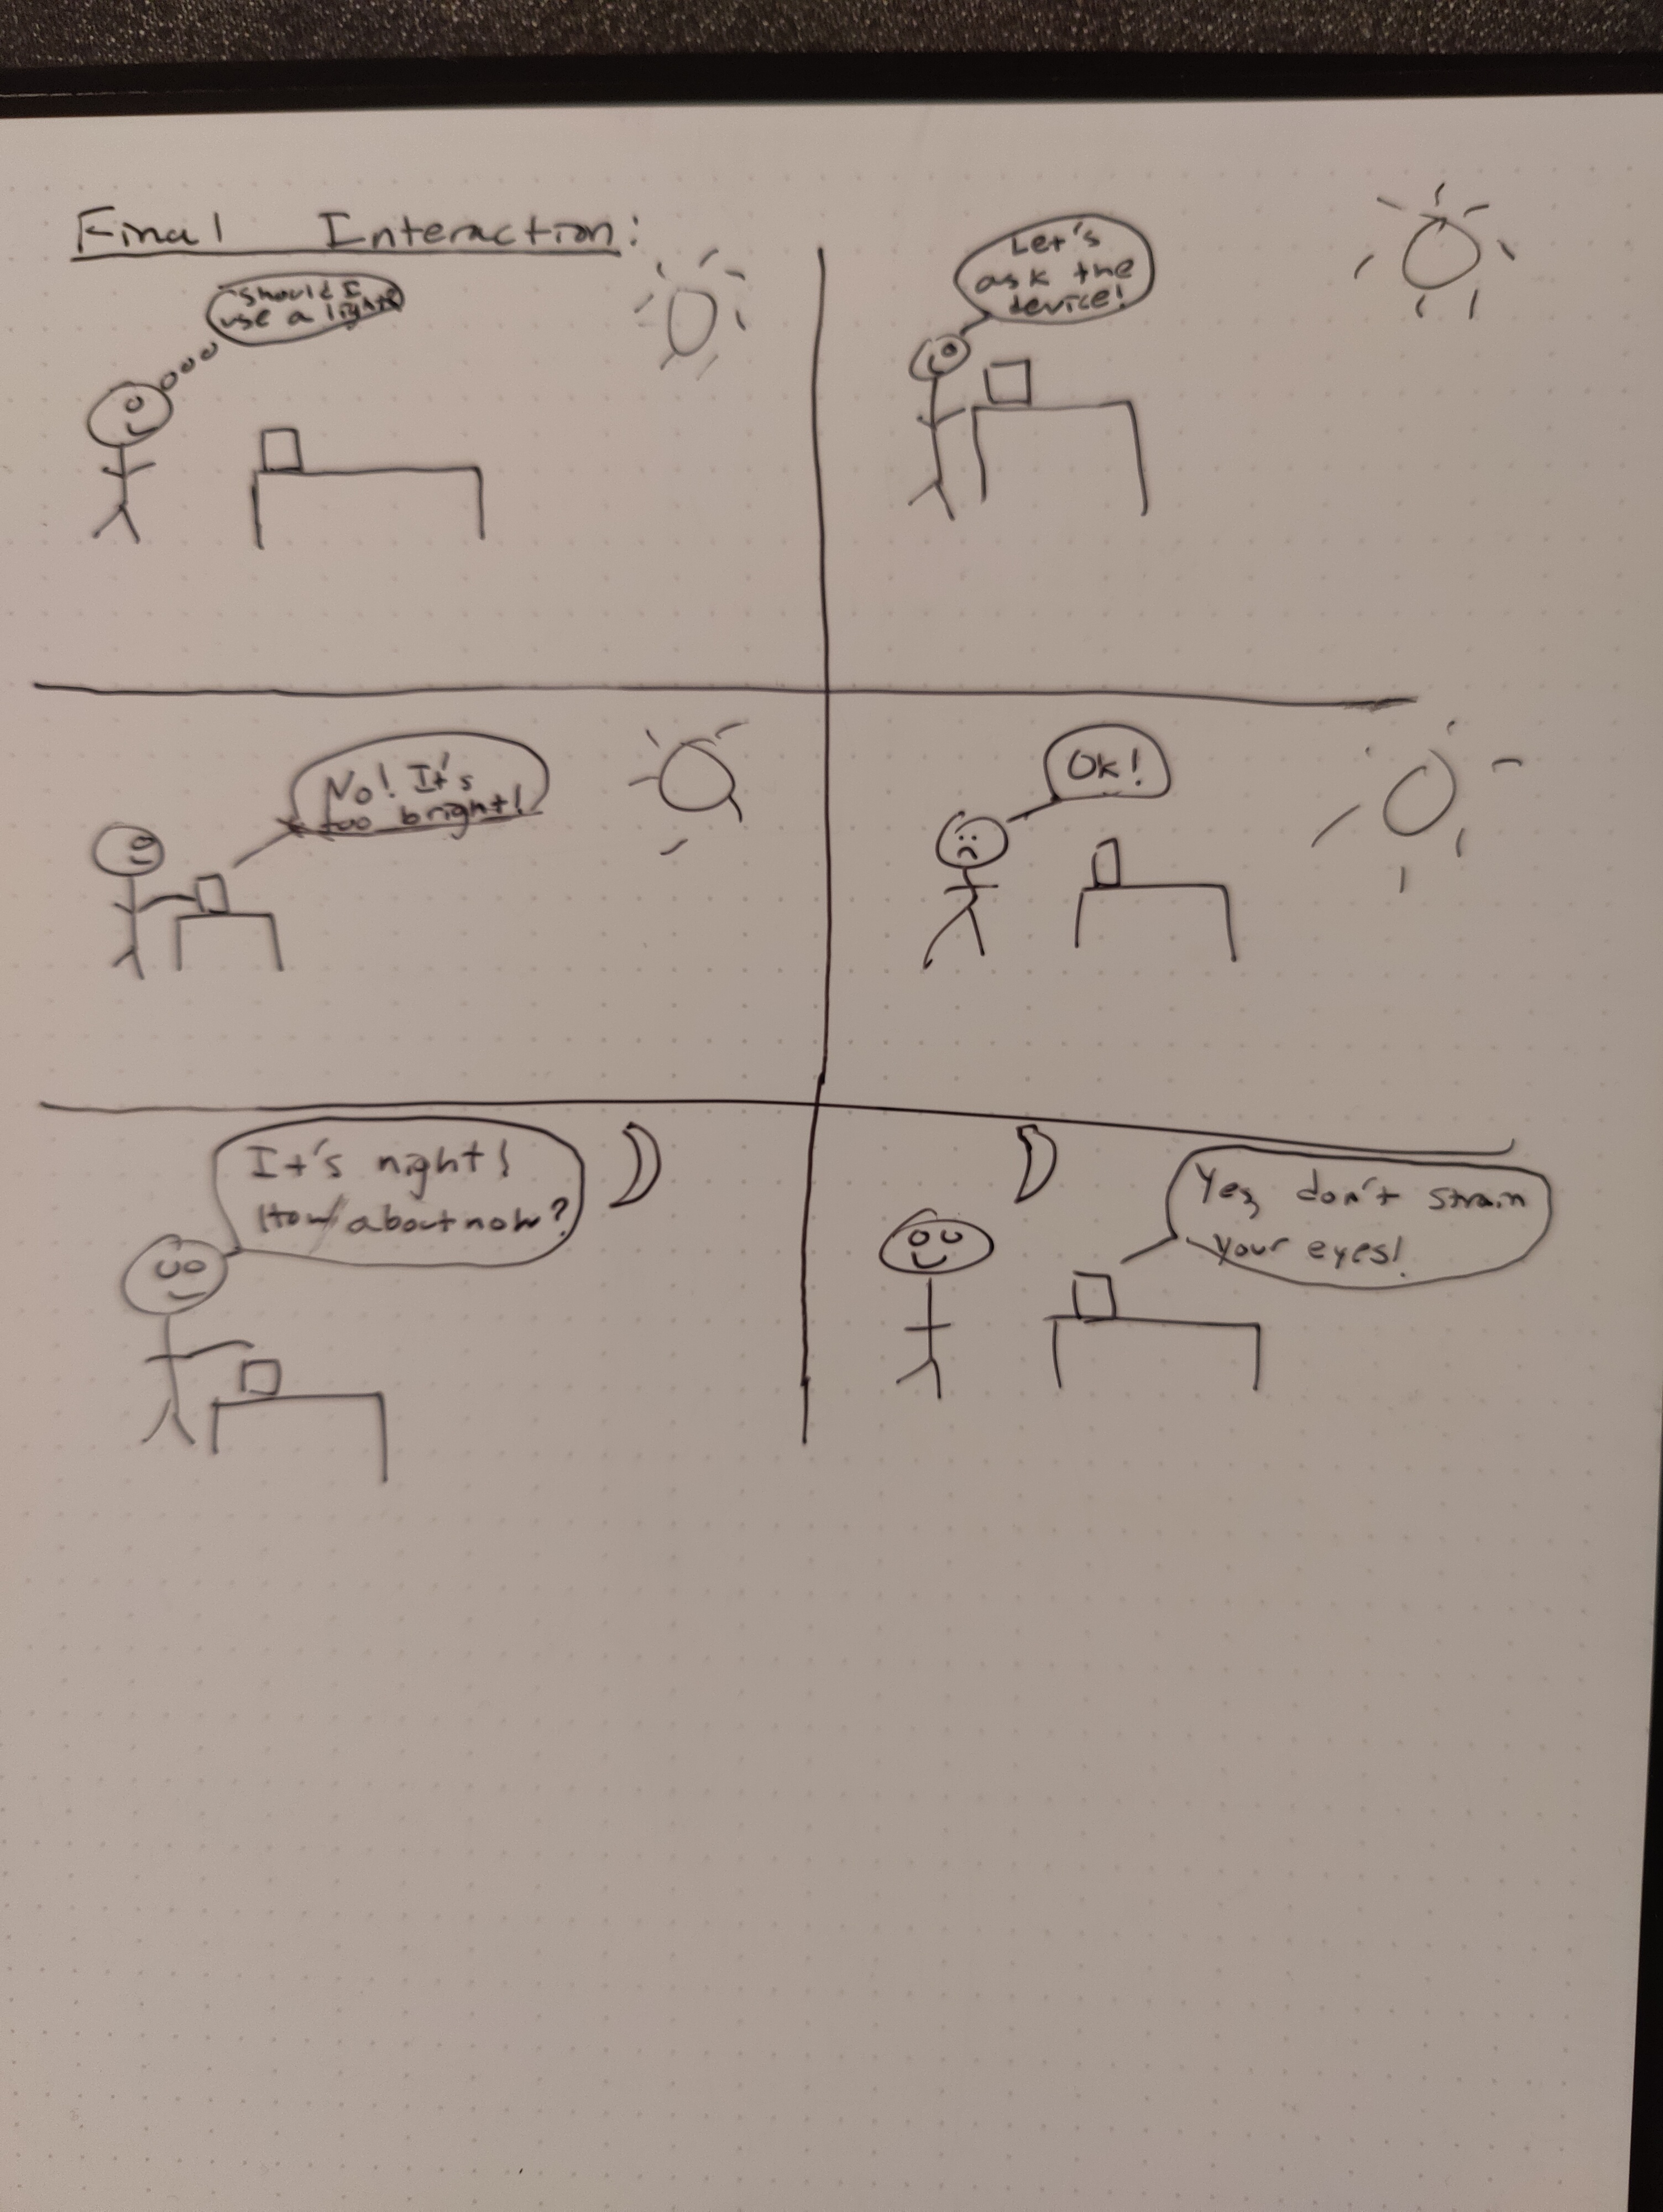 Final Interaction:
should I
use a light?
Let's
ask the
device!
No! It's
too bright!
Ok!
It's night!
How about now?
Yes, don't strain
your eyes!